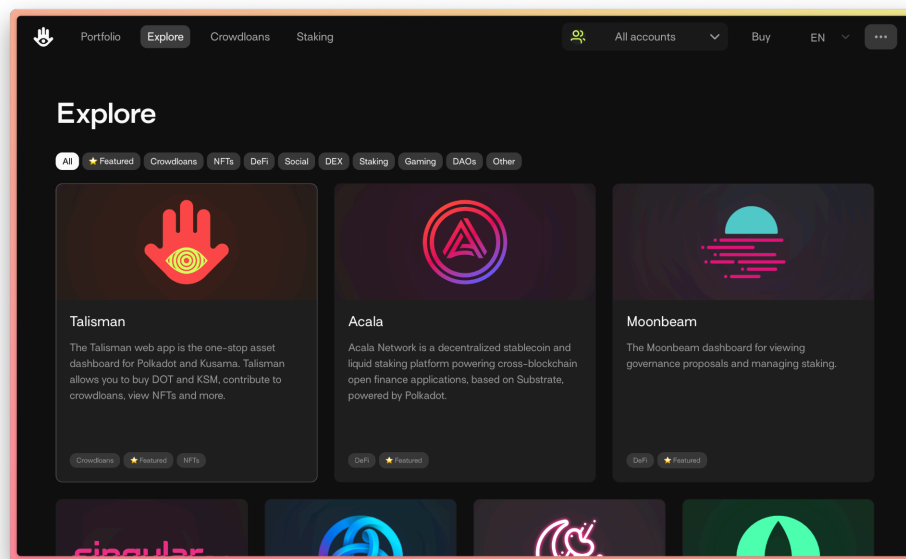 Portfolio Explore Crowdloans Staking All accounts Buy EN
Explore
All ⭐ Featured Crowdloans NFTs DeFi Social DEX Staking Gaming DAOs Other
Talisman
The Talisman web app is the one-stop asset
dashboard for Polkadot and Kusama. Talisman
allows you to buy DOT and KSM, contribute to
crowdloans, view NFTs and more.
Crowdloans ⭐ Featured NFTs
Acala
Acala Network is a decentralized stablecoin and
liquid staking platform powering cross-blockchain
open finance applications, based on Substrate,
powered by Polkadot.
DeFi ⭐ Featured
Moonbeam
The Moonbeam dashboard for viewing
governance proposals and managing staking.
DeFi ⭐ Featured
singular